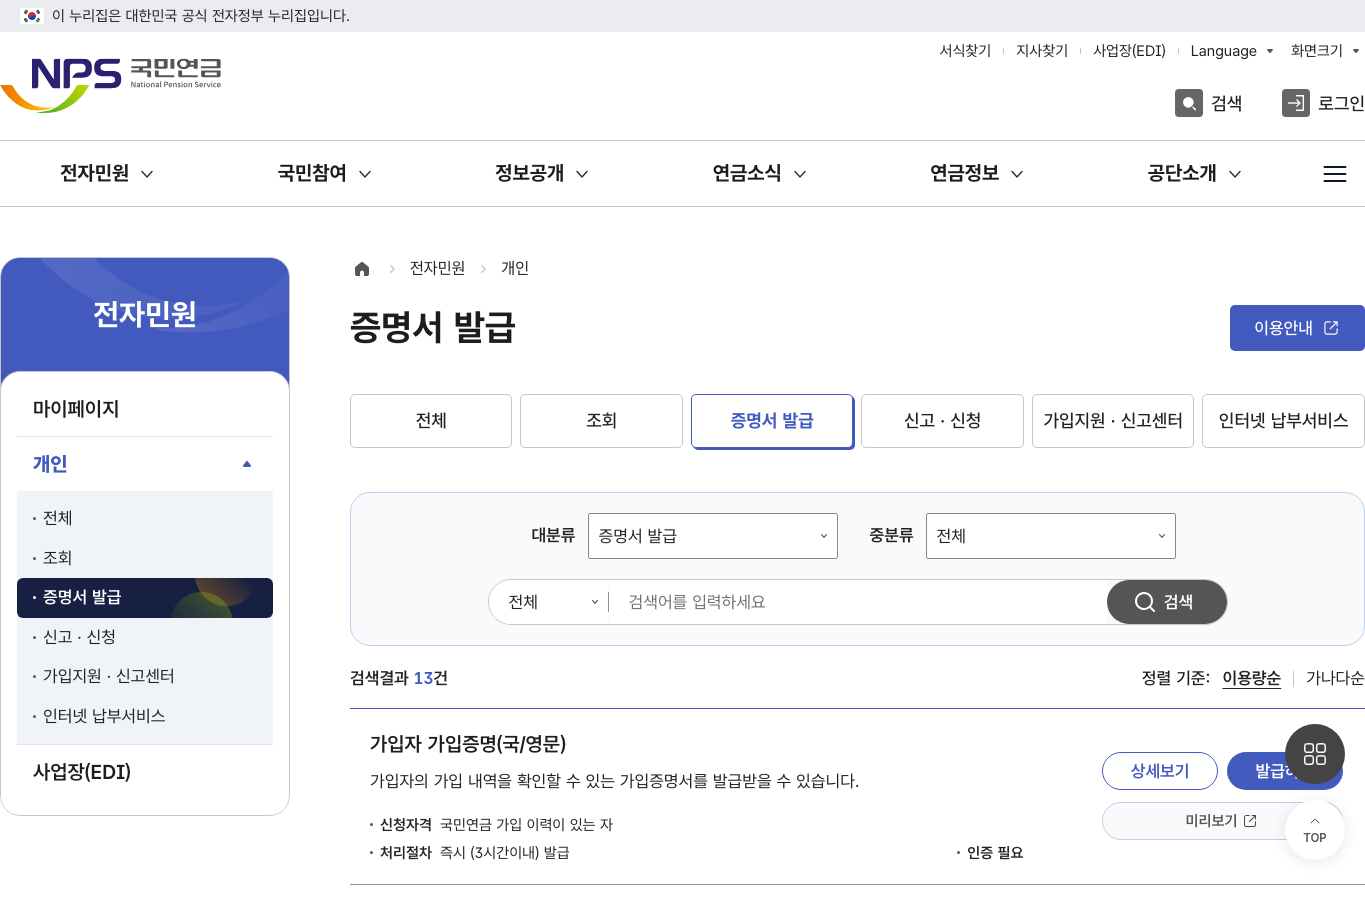 이 누리집은 대한민국 공식 전자정부 누리집입니다.
서식찾기 지사찾기 사업장(EDI) Language 화면크기
NPS 국민연금
National Pension Service
검색 로그인
전자민원 국민참여 정보공개 연금소식 연금정보 공단소개
전자민원
마이페이지
개인
전체
조회
증명서 발급
신고 · 신청
가입지원 · 신고센터
인터넷 납부서비스
사업장(EDI)
전자민원 개인
증명서 발급
이용안내
전체 조회 증명서 발급 신고 · 신청 가입지원 · 신고센터 인터넷 납부서비스
대분류 증명서 발급 중분류 전체
전체 검색어를 입력하세요 검색
검색결과 13건
정렬 기준: 이용량순 가나다순
가입자 가입증명(국/영문)
가입자의 가입 내역을 확인할 수 있는 가입증명서를 발급받을 수 있습니다.
신청자격 국민연금 가입 이력이 있는 자
처리절차 즉시 (3시간이내) 발급
인증 필요
상세보기
미리보기
TOP